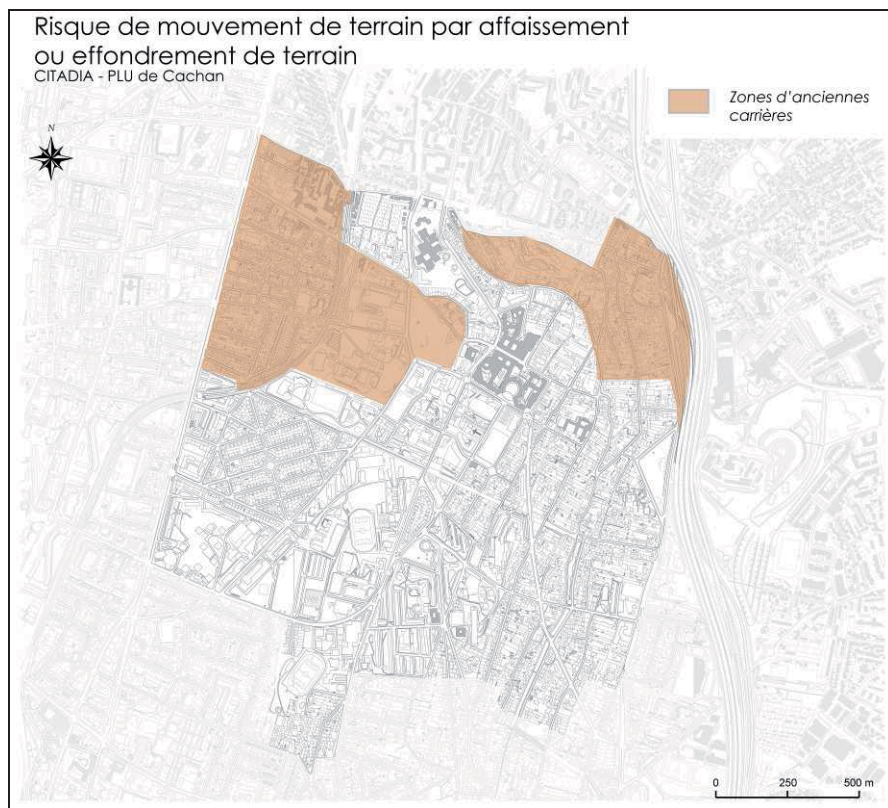 Risque de mouvement de terrain par affaissement
ou effondrement de terrain
CITADIA - PLU de Cachan
Zones d'anciennes
carrières
N
0 250 500 m